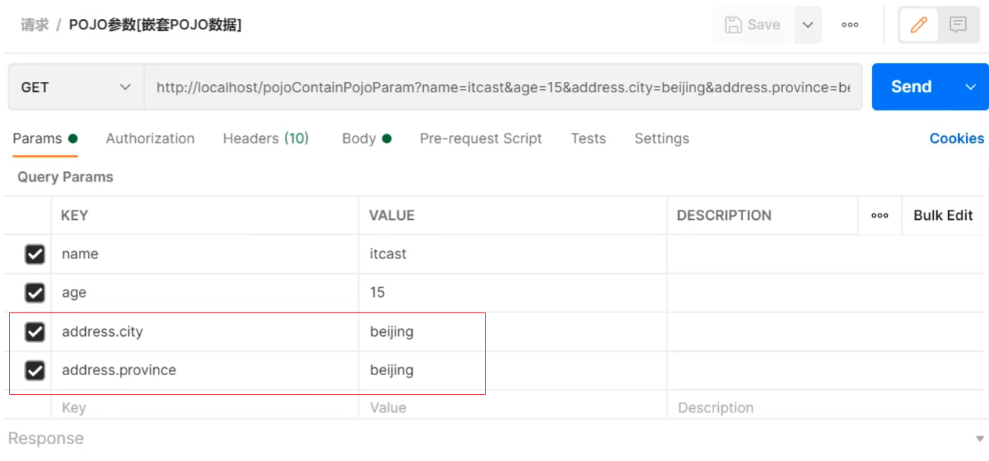 请求 / POJO参数[嵌套POJO数据] Save ooo
GET http://localhost/pojoContainPojoParam?name=itcast&age=15&address.city=beijing&address.province=be Send
Params Authorization Headers (10) Body Pre-request Script Tests Settings Cookies
Query Params
KEY VALUE DESCRIPTION ooo Bulk Edit
name itcast
age 15
address.city beijing
address.province beijing
Key Value Description
Response